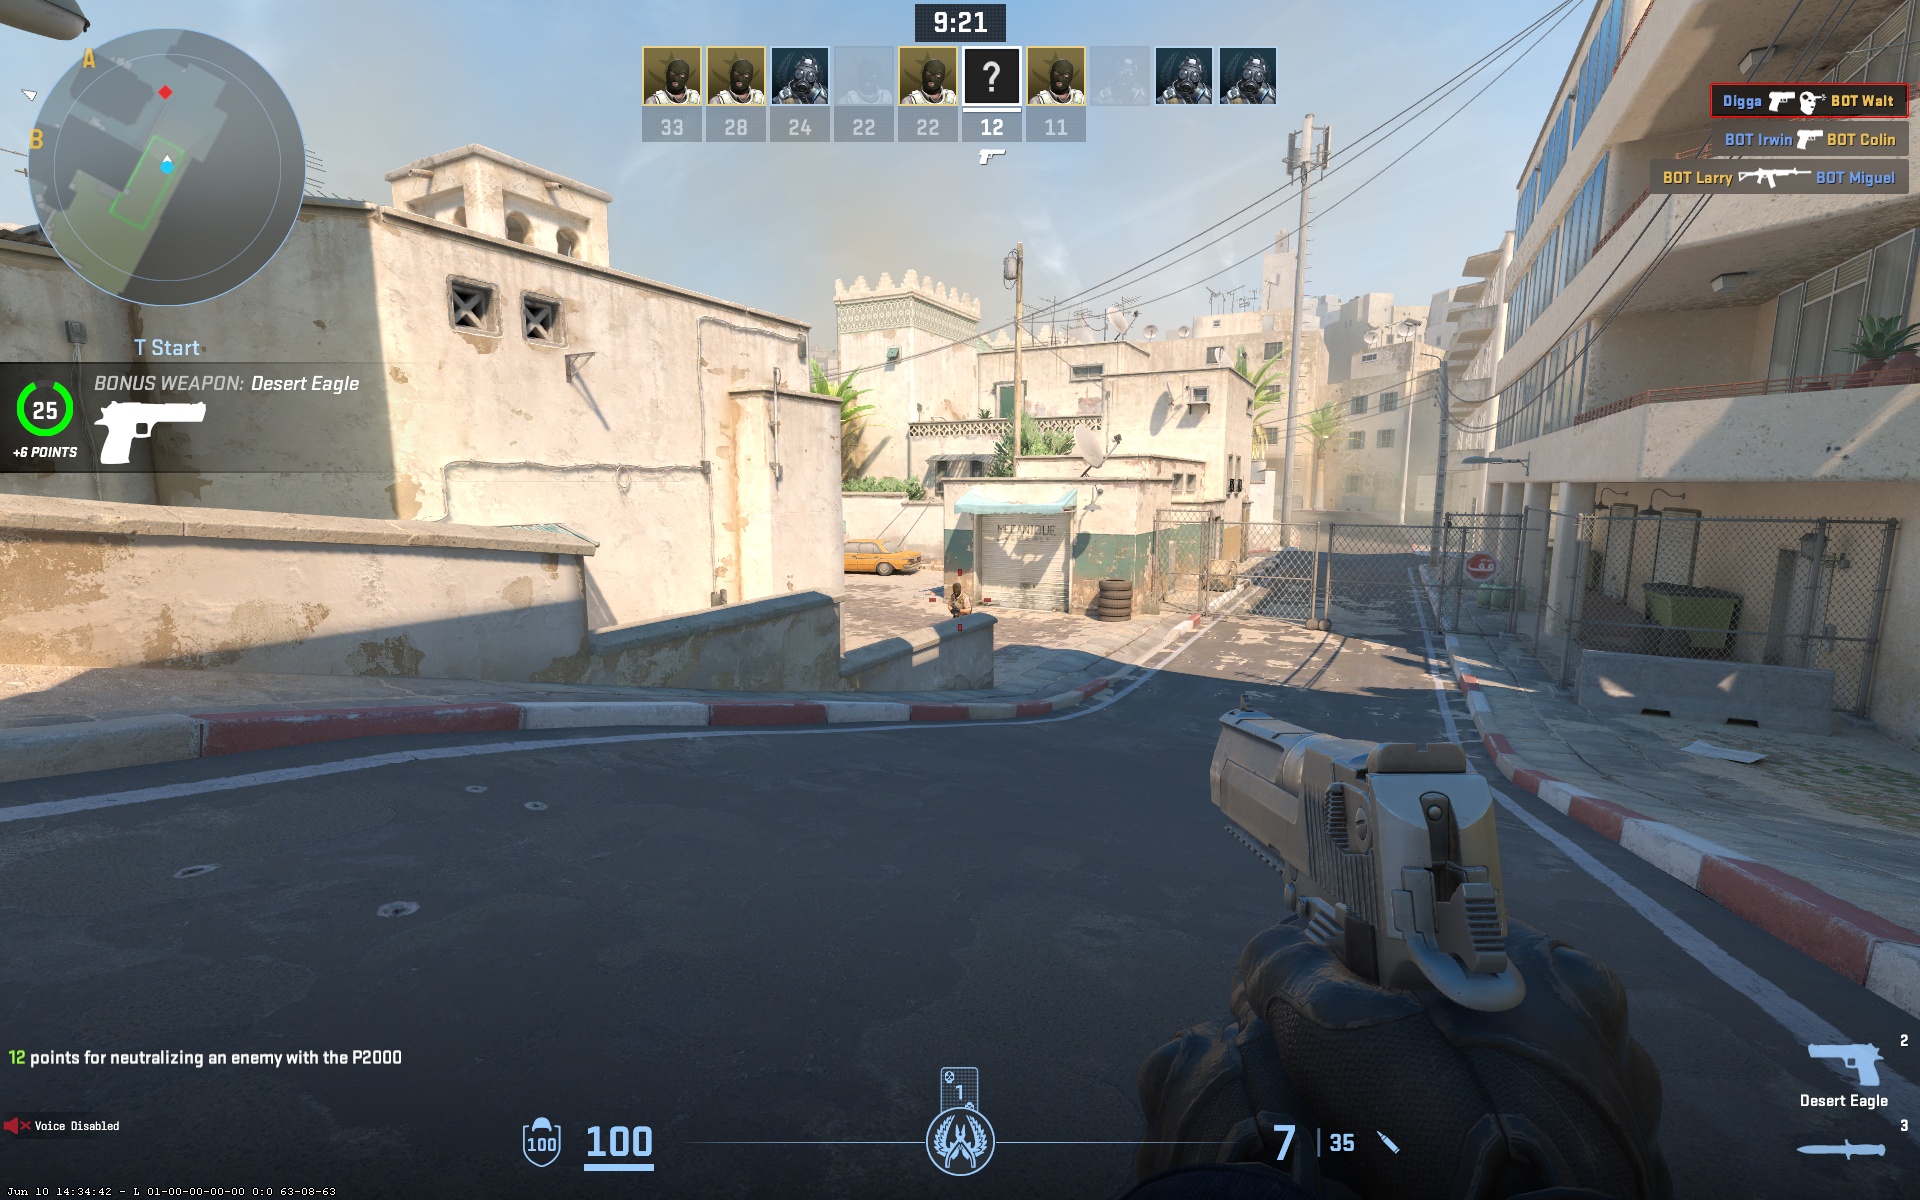 9:21
A
B
?
33 28 24 22 22 12 11
Digga BOT Walt
BOT Irwin BOT Colin
BOT Larry BOT Miguel
T Start
BONUS WEAPON: Desert Eagle
25
+6 POINTS
12 points for neutralizing an enemy with the P2000
Voice Disabled
100 100
1
7 35
2
Desert Eagle
3
Jun 10 14:34:42 - L 01-00-00-00-00 0:0 63-08-63